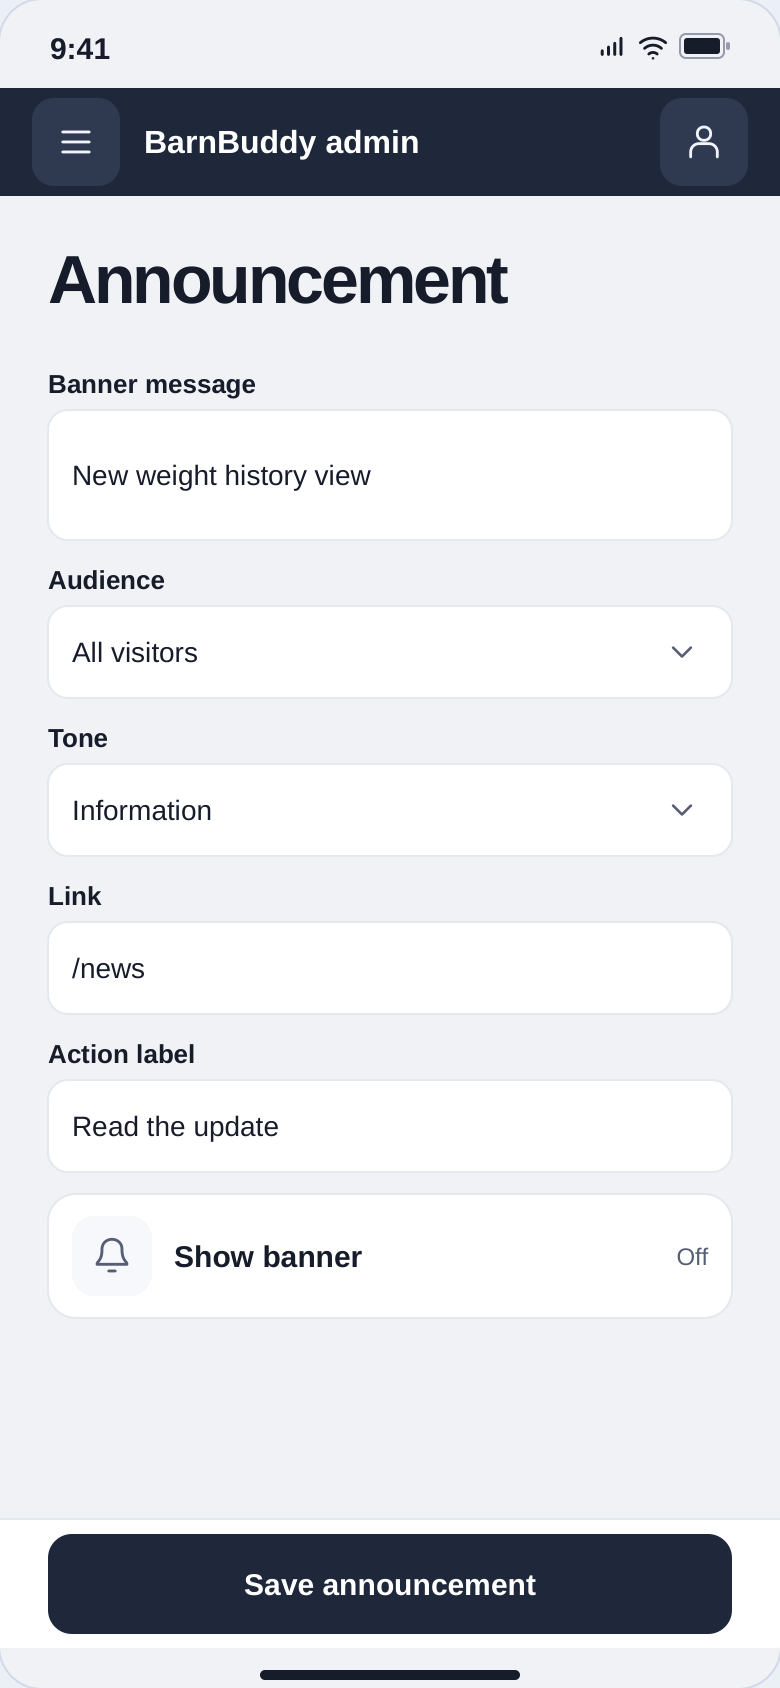 9:41
BarnBuddy admin
Announcement
Banner message
New weight history view
Audience
All visitors
Tone
Information
Link
/news
Action label
Read the update
Show banner
Off
Save announcement